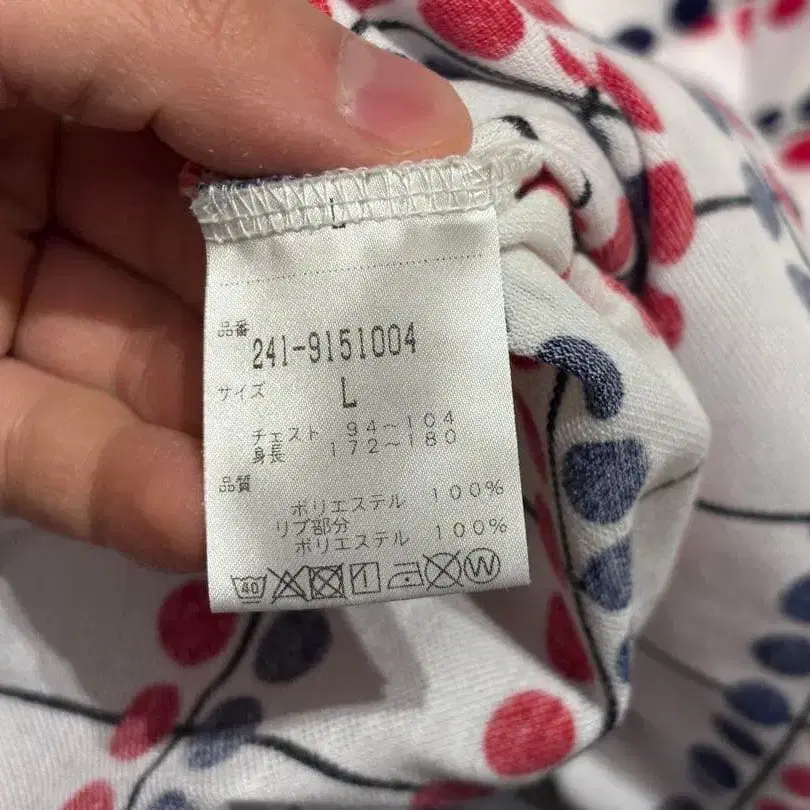 L
品番
241-9151004
サイズ
L
チェスト 94～104
身長 172～180
品質
ポリエステル 100%
リブ部分
ポリエステル 100%
40 W